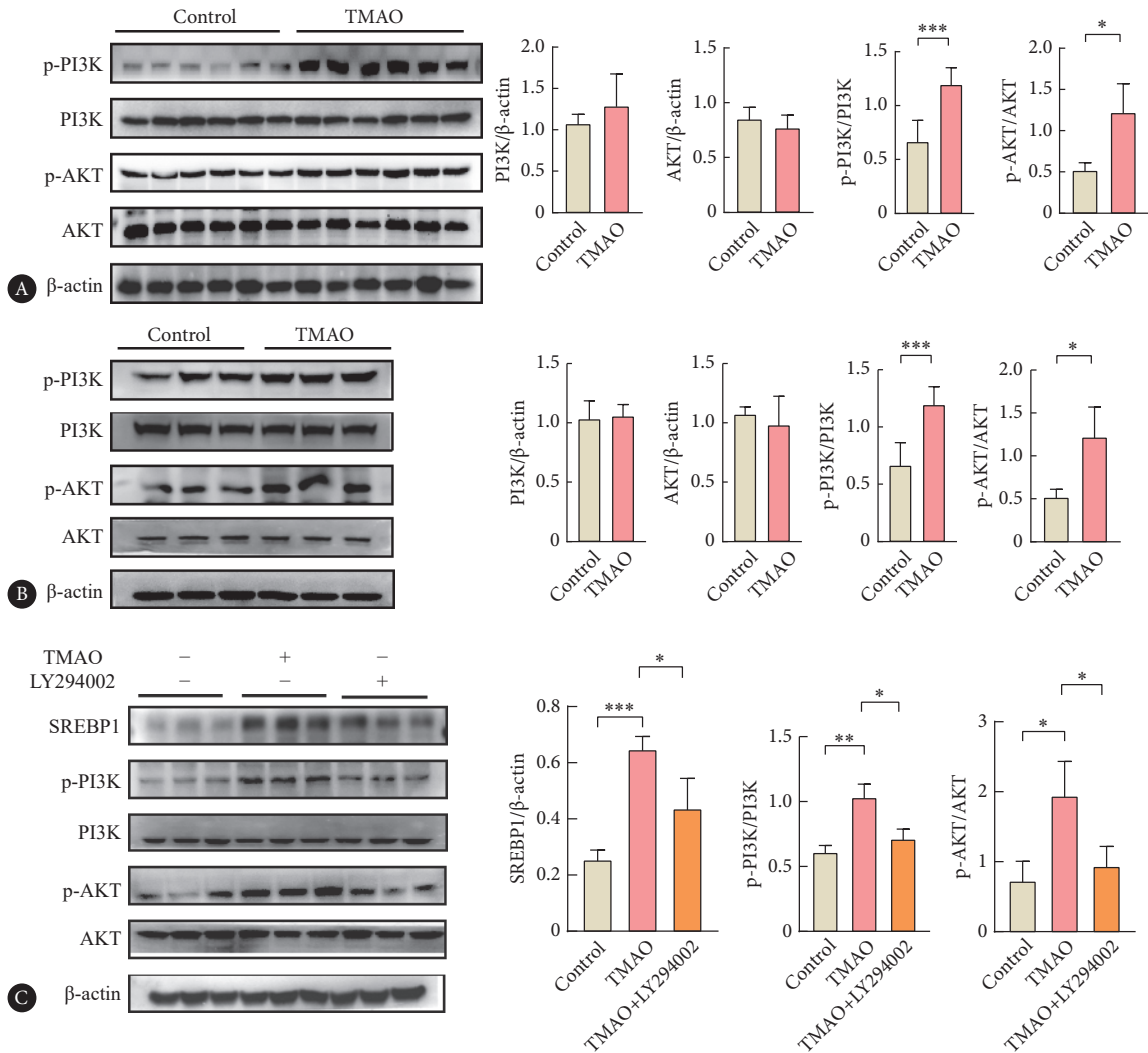 Control TMAO
p-PI3K
PI3K
p-AKT
AKT
A β-actin
PI3K/β-actin
2.0
1.5
1.0
0.5
0
Control
TMAO
AKT/β-actin
1.5
1.0
0.5
0
Control
TMAO
p-PI3K/PI3K
***
1.5
1.0
0.5
0
Control
TMAO
p-AKT/AKT
*
2.0
1.5
1.0
0.5
0
Control
TMAO
Control TMAO
p-PI3K
PI3K
p-AKT
AKT
B β-actin
PI3K/β-actin
1.5
1.0
0.5
0
Control
TMAO
AKT/β-actin
1.5
1.0
0.5
0
Control
TMAO
p-PI3K/PI3K
***
1.5
1.0
0.5
0
Control
TMAO
p-AKT/AKT
*
2.0
1.5
1.0
0.5
0
Control
TMAO
TMAO − + −
LY294002 − − +
SREBP1
p-PI3K
PI3K
p-AKT
AKT
C β-actin
SREBP1/β-actin
***
*
0.8
0.6
0.4
0.2
0
Control
TMAO
TMAO+LY294002
p-PI3K/PI3K
**
*
1.5
1.0
0.5
0
Control
TMAO
TMAO+LY294002
p-AKT/AKT
*
*
3
2
1
0
Control
TMAO
TMAO+LY294002